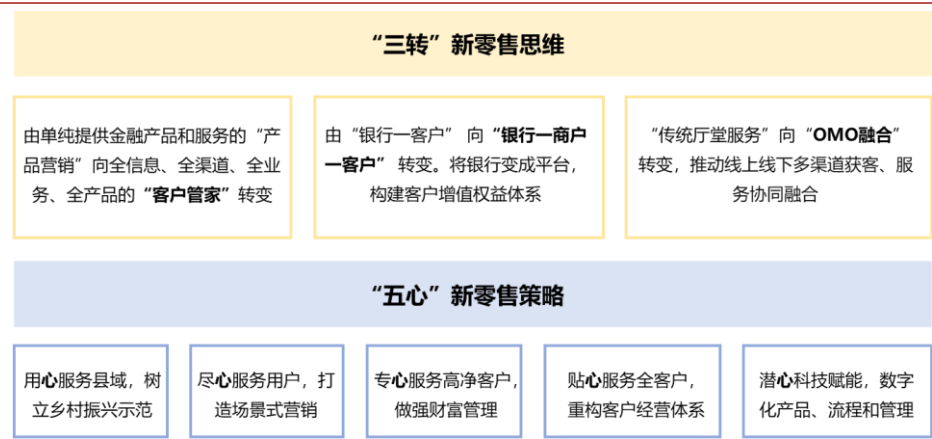 “三转”新零售思维
由单纯提供金融产品和服务的“产
品营销”向全信息、全渠道、全业
务、全产品的“客户管家”转变
由“银行一客户” 向“银行一商户
一客户” 转变。将银行变成平台，
构建客户增值权益体系
“传统厅堂服务”向“OMO融合”
转变，推动线上线下多渠道获客、服
务协同融合
“五心”新零售策略
用心服务县域，树
立乡村振兴示范
尽心服务用户，打
造场景式营销
专心服务高净客户，
做强财富管理
贴心服务全客户，
重构客户经营体系
潜心科技赋能，数字
化产品、流程和管理